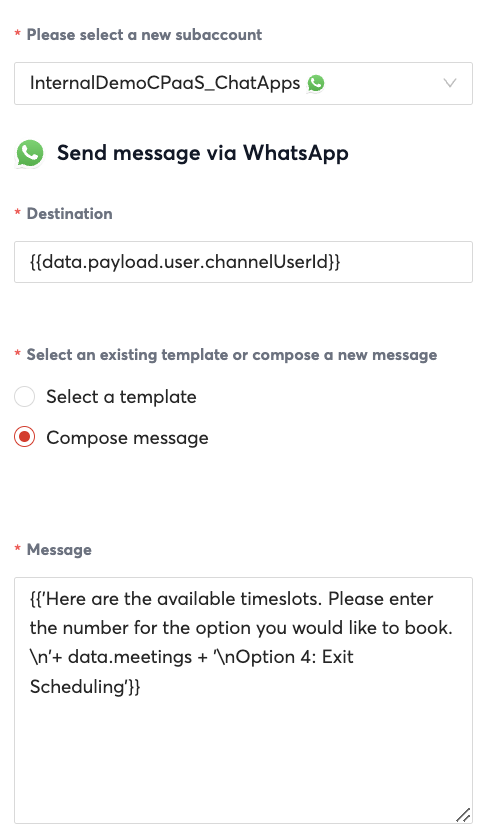 * Please select a new subaccount
InternalDemoCPaaS_ChatApps
Send message via WhatsApp
* Destination
{{data.payload.user.channelUserId}}
* Select an existing template or compose a new message
Select a template
Compose message
* Message
{{'Here are the available timeslots. Please enter
the number for the option you would like to book.
\n'+ data.meetings + '\nOption 4: Exit
Scheduling'}}